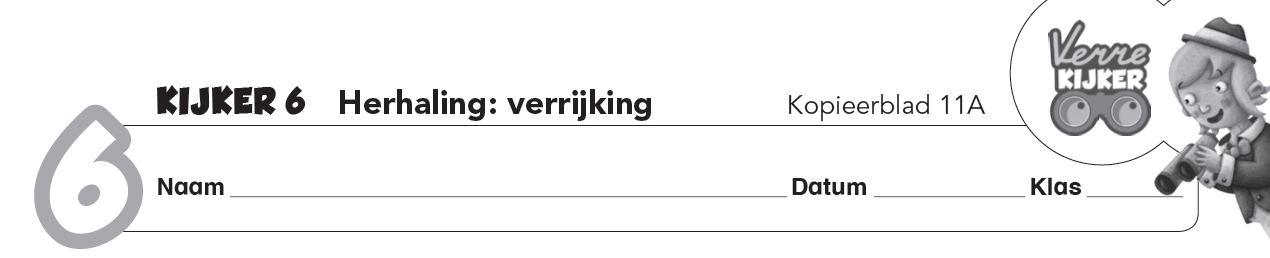 Verre
KIJKER
KIJKER 6 Herhaling: verrijking Kopieerblad 11A
6
Naam Datum Klas